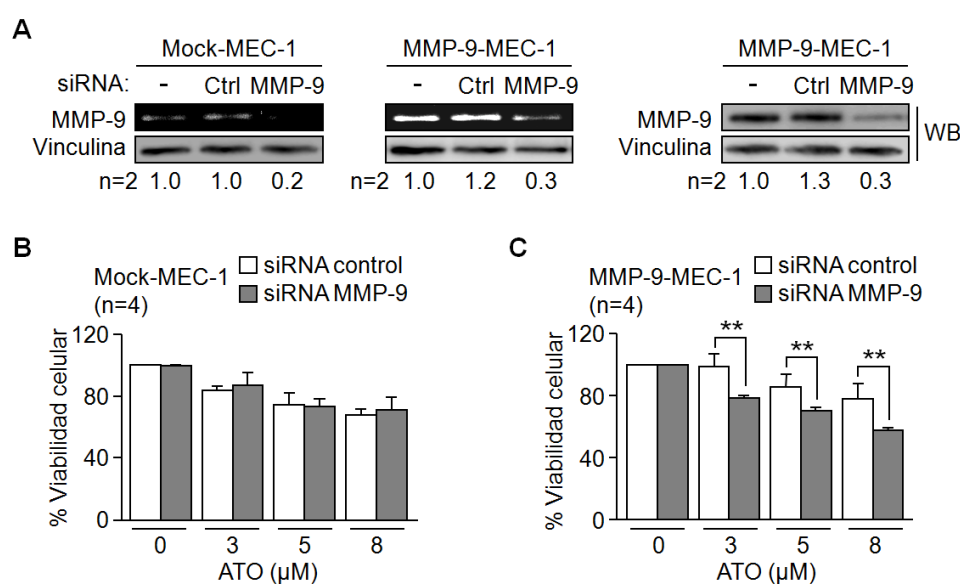 A
Mock-MEC-1 MMP-9-MEC-1 MMP-9-MEC-1
siRNA: - Ctrl MMP-9 - Ctrl MMP-9 - Ctrl MMP-9
MMP-9 MMP-9 WB
Vinculina Vinculina
n=2 1.0 1.0 0.2 n=2 1.0 1.2 0.3 n=2 1.0 1.3 0.3
B
Mock-MEC-1
(n=4)
siRNA control
siRNA MMP-9
% Viabilidad celular
120
80
40
0
0 3 5 8
ATO (µM)
C
MMP-9-MEC-1
(n=4)
siRNA control
siRNA MMP-9
% Viabilidad celular
120
80
40
0
** ** **
0 3 5 8
ATO (µM)